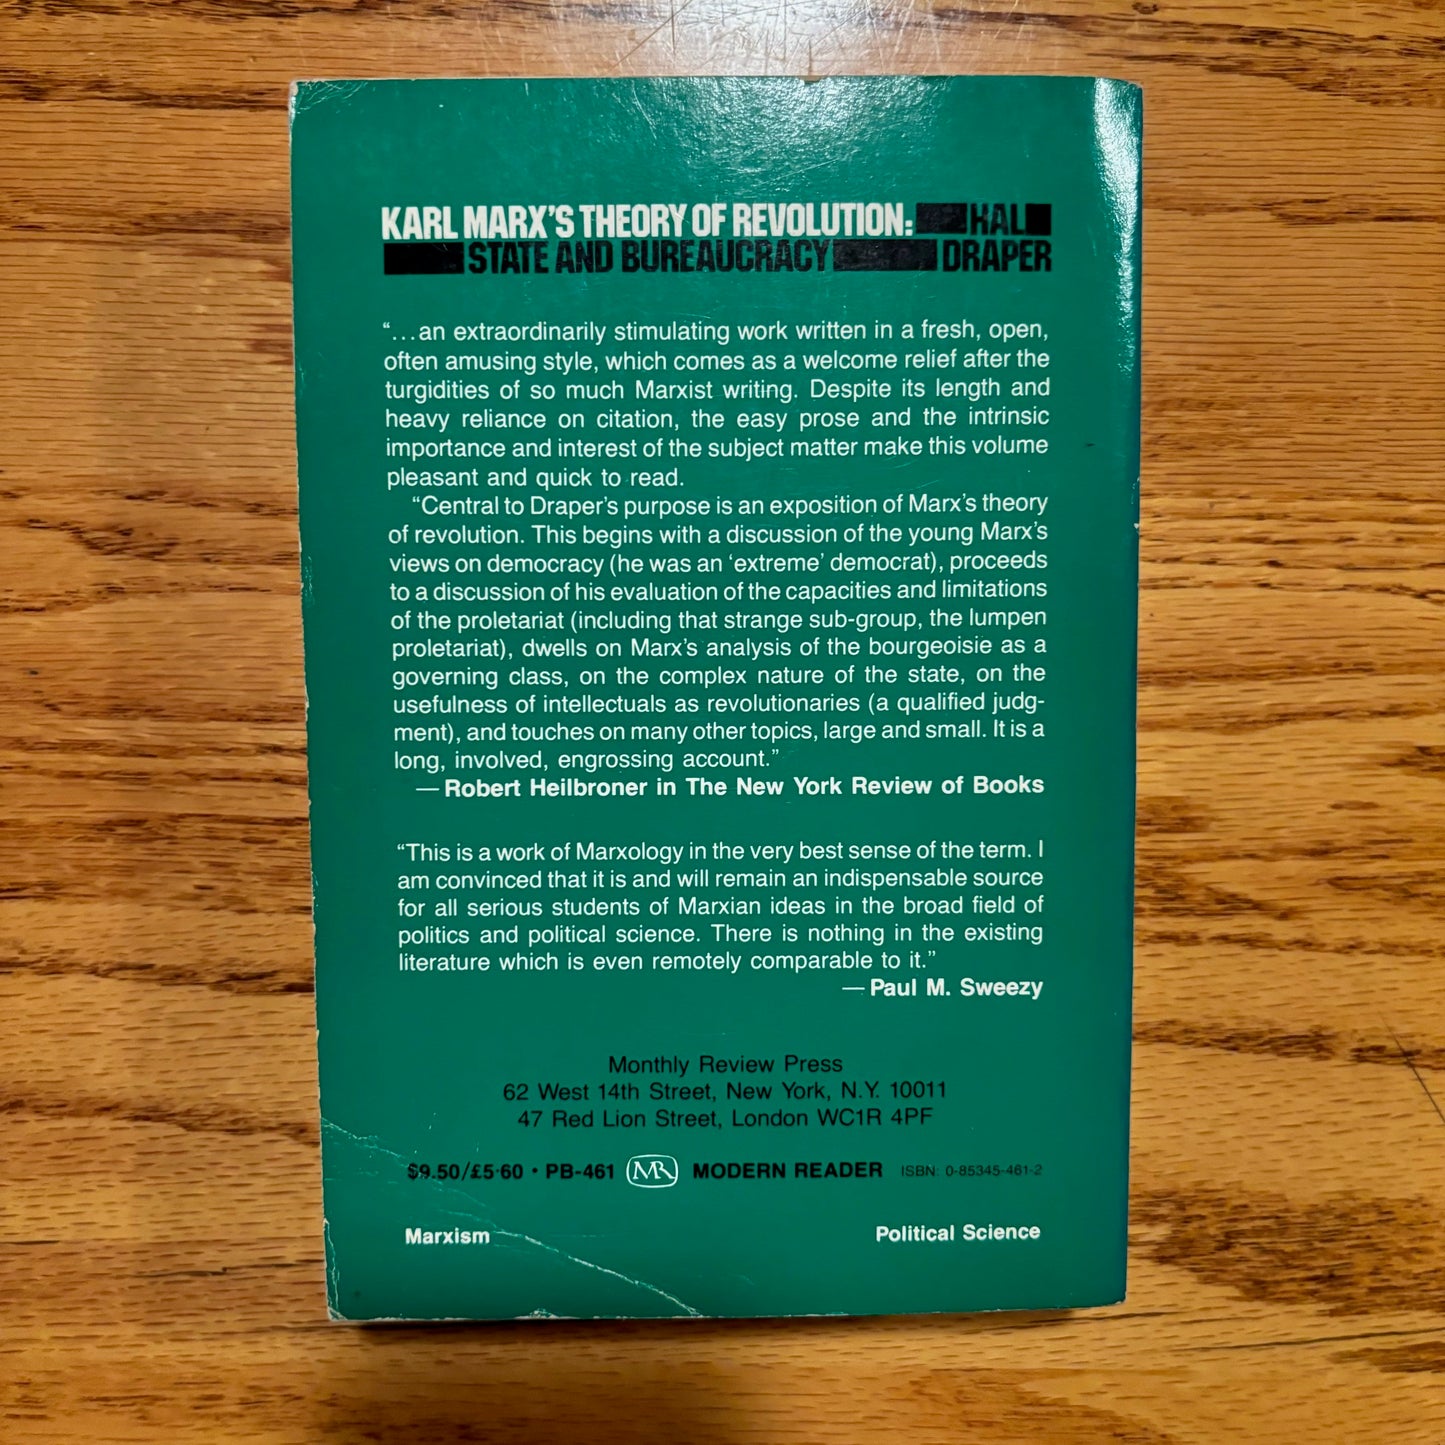 KARL MARX'S THEORY OF REVOLUTION: HAL
STATE AND BUREAUCRACY DRAPER
“...an extraordinarily stimulating work written in a fresh, open,
often amusing style, which comes as a welcome relief after the
turgidities of so much Marxist writing. Despite its length and
heavy reliance on citation, the easy prose and the intrinsic
importance and interest of the subject matter make this volume
pleasant and quick to read.
“Central to Draper's purpose is an exposition of Marx's theory
of revolution. This begins with a discussion of the young Marx's
views on democracy (he was an ‘extreme’ democrat), proceeds
to a discussion of his evaluation of the capacities and limitations
of the proletariat (including that strange sub-group, the lumpen
proletariat), dwells on Marx's analysis of the bourgeoisie as a
governing class, on the complex nature of the state, on the
usefulness of intellectuals as revolutionaries (a qualified judg-
ment), and touches on many other topics, large and small. It is a
long, involved, engrossing account.”
— Robert Heilbroner in The New York Review of Books
“This is a work of Marxology in the very best sense of the term. I
am convinced that it is and will remain an indispensable source
for all serious students of Marxian ideas in the broad field of
politics and political science. There is nothing in the existing
literature which is even remotely comparable to it.”
— Paul M. Sweezy
Monthly Review Press
62 West 14th Street, New York, N.Y. 10011
47 Red Lion Street, London WC1R 4PF
$9.50/£5·60 • PB-461 MR MODERN READER ISBN: 0-85345-461-2
Marxism Political Science